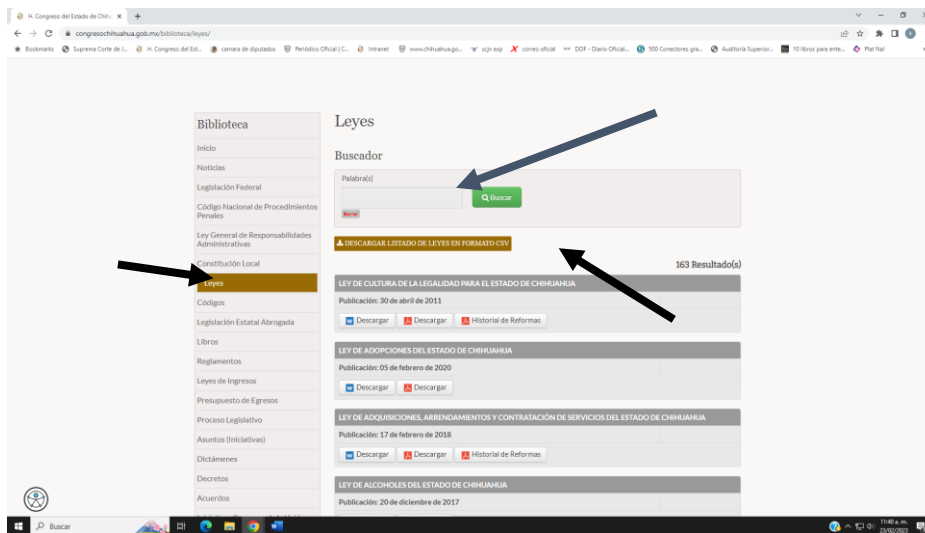 H. Congreso del Estado de Chih
congresochihuahua.gob.mx/biblioteca/leyes/
Bookmarks Suprema Corte de J... H. Congreso del Est... camara de diputados Periódico Oficial | C... Intranet www.chihuahua.go... scjn exp correo oficial DOF - Diario Oficial... 500 Conectores gra... Auditoría Superior... 10 libros para ente... Mat Nat
Biblioteca
Inicio
Noticias
Legislación Federal
Código Nacional de Procedimientos
Penales
Ley General de Responsabilidades
Administrativas
Constitución Local
Leyes
Códigos
Legislación Estatal Abrogada
Libros
Reglamentos
Leyes de Ingresos
Presupuesto de Egresos
Proceso Legislativo
Asuntos (Iniciativas)
Dictámenes
Decretos
Acuerdos
Leyes
Buscador
Palabra(s)
Buscar
Borrar
DESCARGAR LISTADO DE LEYES EN FORMATO CSV
163 Resultado(s)
LEY DE CULTURA DE LA LEGALIDAD PARA EL ESTADO DE CHIHUAHUA
Publicación: 30 de abril de 2011
Descargar Descargar Historial de Reformas
LEY DE ADOPCIONES DEL ESTADO DE CHIHUAHUA
Publicación: 05 de febrero de 2020
Descargar Descargar
LEY DE ADQUISICIONES, ARRENDAMIENTOS Y CONTRATACIÓN DE SERVICIOS DEL ESTADO DE CHIHUAHUA
Publicación: 17 de febrero de 2018
Descargar Descargar Historial de Reformas
LEY DE ALCOHOLES DEL ESTADO DE CHIHUAHUA
Publicación: 20 de diciembre de 2017
Buscar
11:40 a. m.
23/02/2023